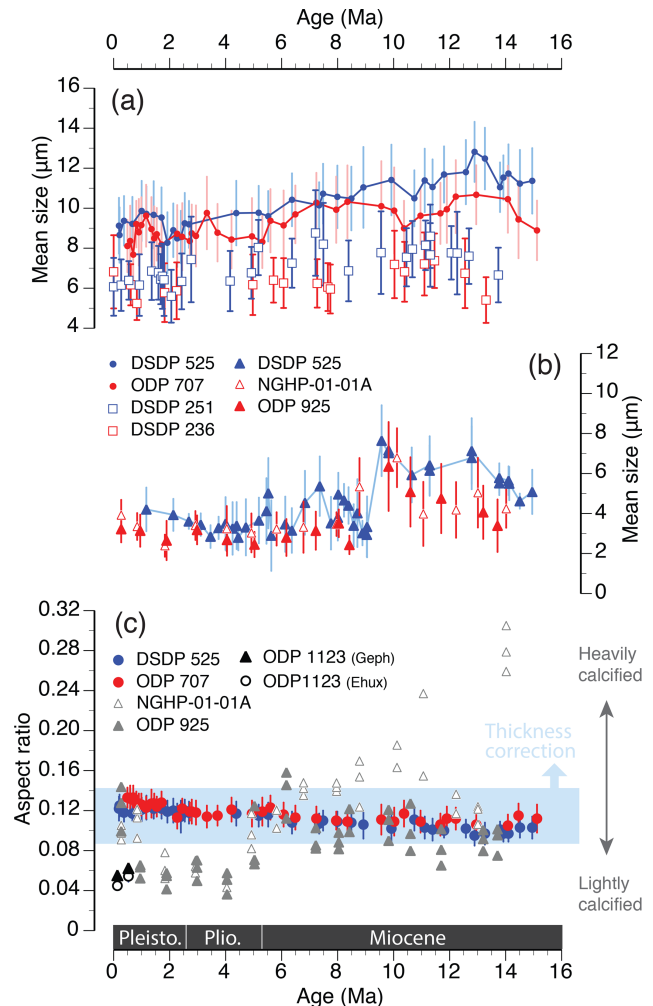 Age (Ma)
0 2 4 6 8 10 12 14 16
(a)
16
14
12
10
8
6
4
Mean size (μm)
DSDP 525
ODP 707
DSDP 251
DSDP 236
DSDP 525
NGHP-01-01A
ODP 925
(b)
12
10
8
6
4
2
0
Mean size (μm)
(c)
0.32
0.28
0.24
0.20
0.16
0.12
0.08
0.04
0
Aspect ratio
DSDP 525
ODP 707
NGHP-01-01A
ODP 925
ODP 1123 (Geph)
ODP1123 (Ehux)
Heavily
calcified
Thickness
correction
Lightly
calcified
Pleisto. Plio. Miocene
0 2 4 6 8 10 12 14 16
Age (Ma)